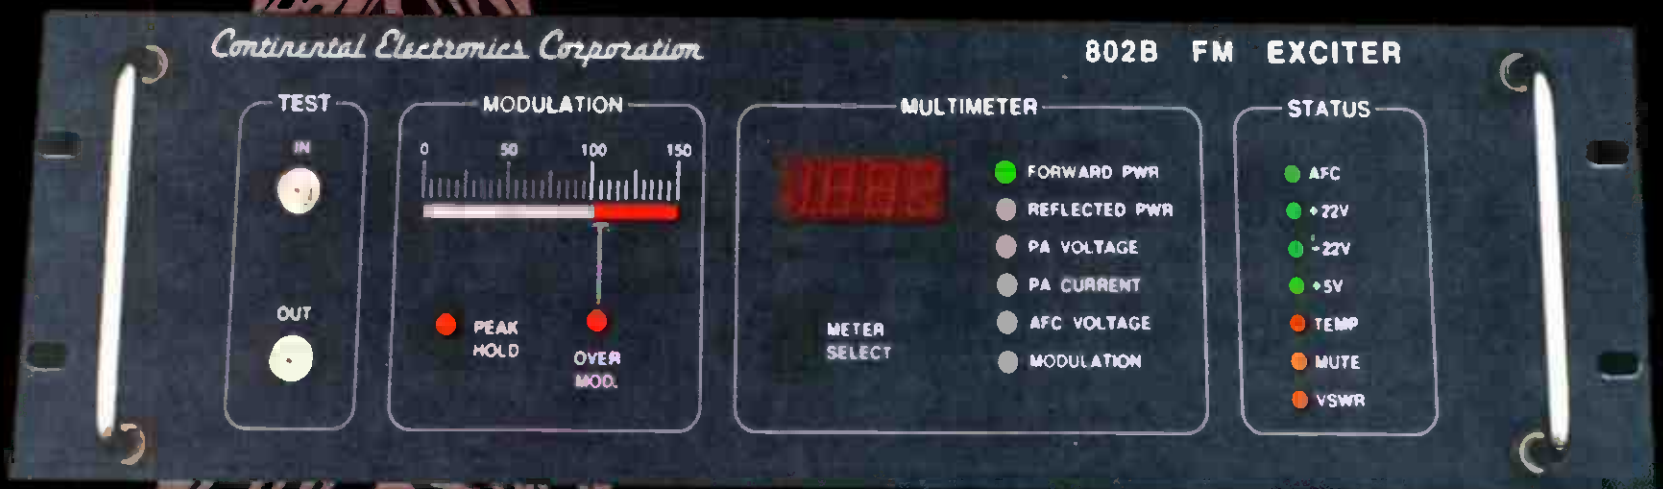 Continental Electronics Corporation
802B FM EXCITER
TEST
IN
OUT
MODULATION
0 50 100 150
PEAK
HOLD
OVER
MOD.
MULTIMETER
FORWARD PWR
REFLECTED PWR
PA VOLTAGE
PA CURRENT
AFC VOLTAGE
MODULATION
METER
SELECT
STATUS
AFC
+22V
-22V
+5V
TEMP
MUTE
VSWR